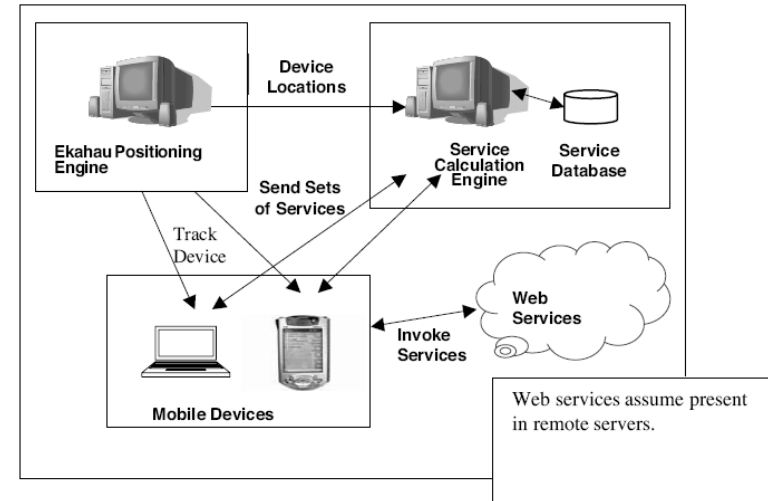 Device
Locations
Ekahau Positioning
Engine
Service
Calculation
Engine
Service
Database
Send Sets
of Services
Track
Device
Web
Services
Invoke
Services
Mobile Devices
Web services assume present
in remote servers.